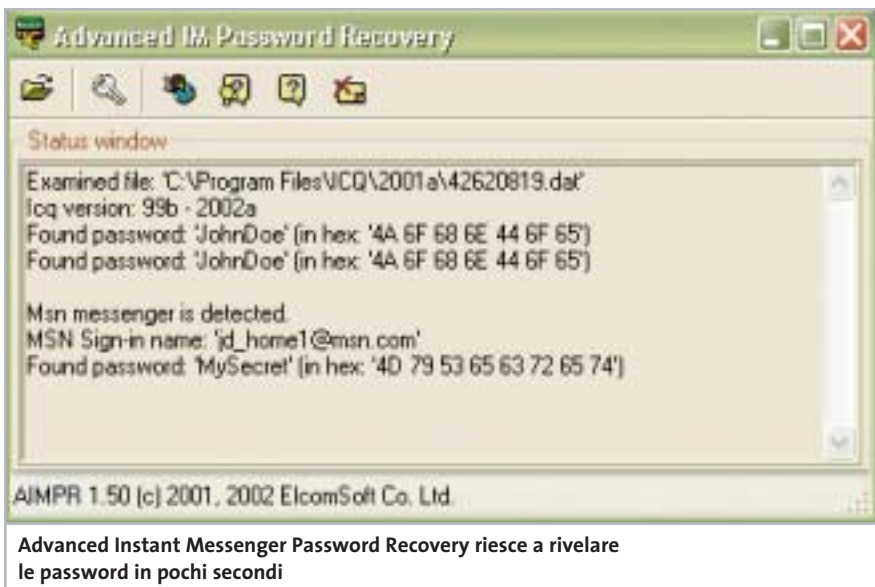 Advanced IM Password Recovery
Status window
Examined file: 'C:\Program Files\ICQ\2001a\42620819.dat'
Icq version: 99b - 2002a
Found password: 'JohnDoe' (in hex: '4A 6F 68 6E 44 6F 65')
Found password: 'JohnDoe' (in hex: '4A 6F 68 6E 44 6F 65')
Msn messenger is detected.
MSN Sign-in name: 'jd_home1@msn.com'
Found password: 'MySecret' (in hex: '4D 79 53 65 63 72 65 74')
AIMPR 1.50 (c) 2001, 2002 ElcomSoft Co. Ltd.
Advanced Instant Messenger Password Recovery riesce a rivelare
le password in pochi secondi